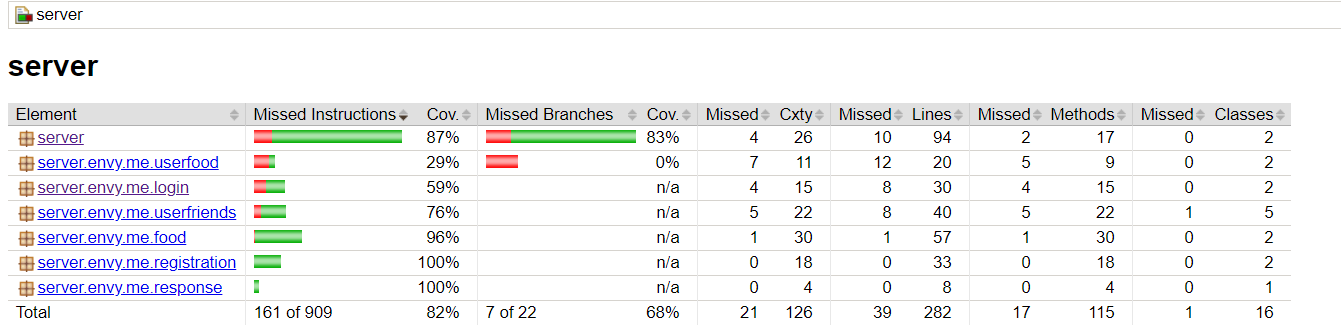 server
server
Element Missed Instructions Cov. Missed Branches Cov. Missed Cxty Missed Lines Missed Methods Missed Classes
server 87% 83% 4 26 10 94 2 17 0 2
server.envy.me.userfood 29% 0% 7 11 12 20 5 9 0 2
server.envy.me.login 59% n/a 4 15 8 30 4 15 0 2
server.envy.me.userfriends 76% n/a 5 22 8 40 5 22 1 5
server.envy.me.food 96% n/a 1 30 1 57 1 30 0 2
server.envy.me.registration 100% n/a 0 18 0 33 0 18 0 2
server.envy.me.response 100% n/a 0 4 0 8 0 4 0 1
Total 161 of 909 82% 7 of 22 68% 21 126 39 282 17 115 1 16